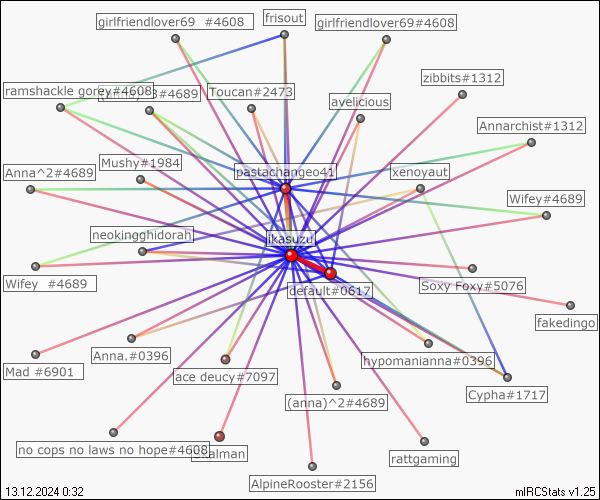 girlfriendlover69 #4608
frisout
girlfriendlover69#4608
zibbits#1312
ramshackle gorey#4608
3#4689
Toucan#2473
avelicious
Annarchist#1312
Mushy#1984
Anna^2#4689
pastachangeo41
xenoyaut
Wifey#4689
neokingghidorah
ikasuzu
Wifey #4689
default#0617
Soxy Foxy#5076
fakedingo
Anna.#0396
hypomanianna#0396
Mad #6901
ace deucy#7097
Cypha#1717
(anna)^2#4689
no cops no laws no hope#4608
alman
rattgaming
AlpineRooster#2156
13.12.2024 0:32
mIRCStats v1.25